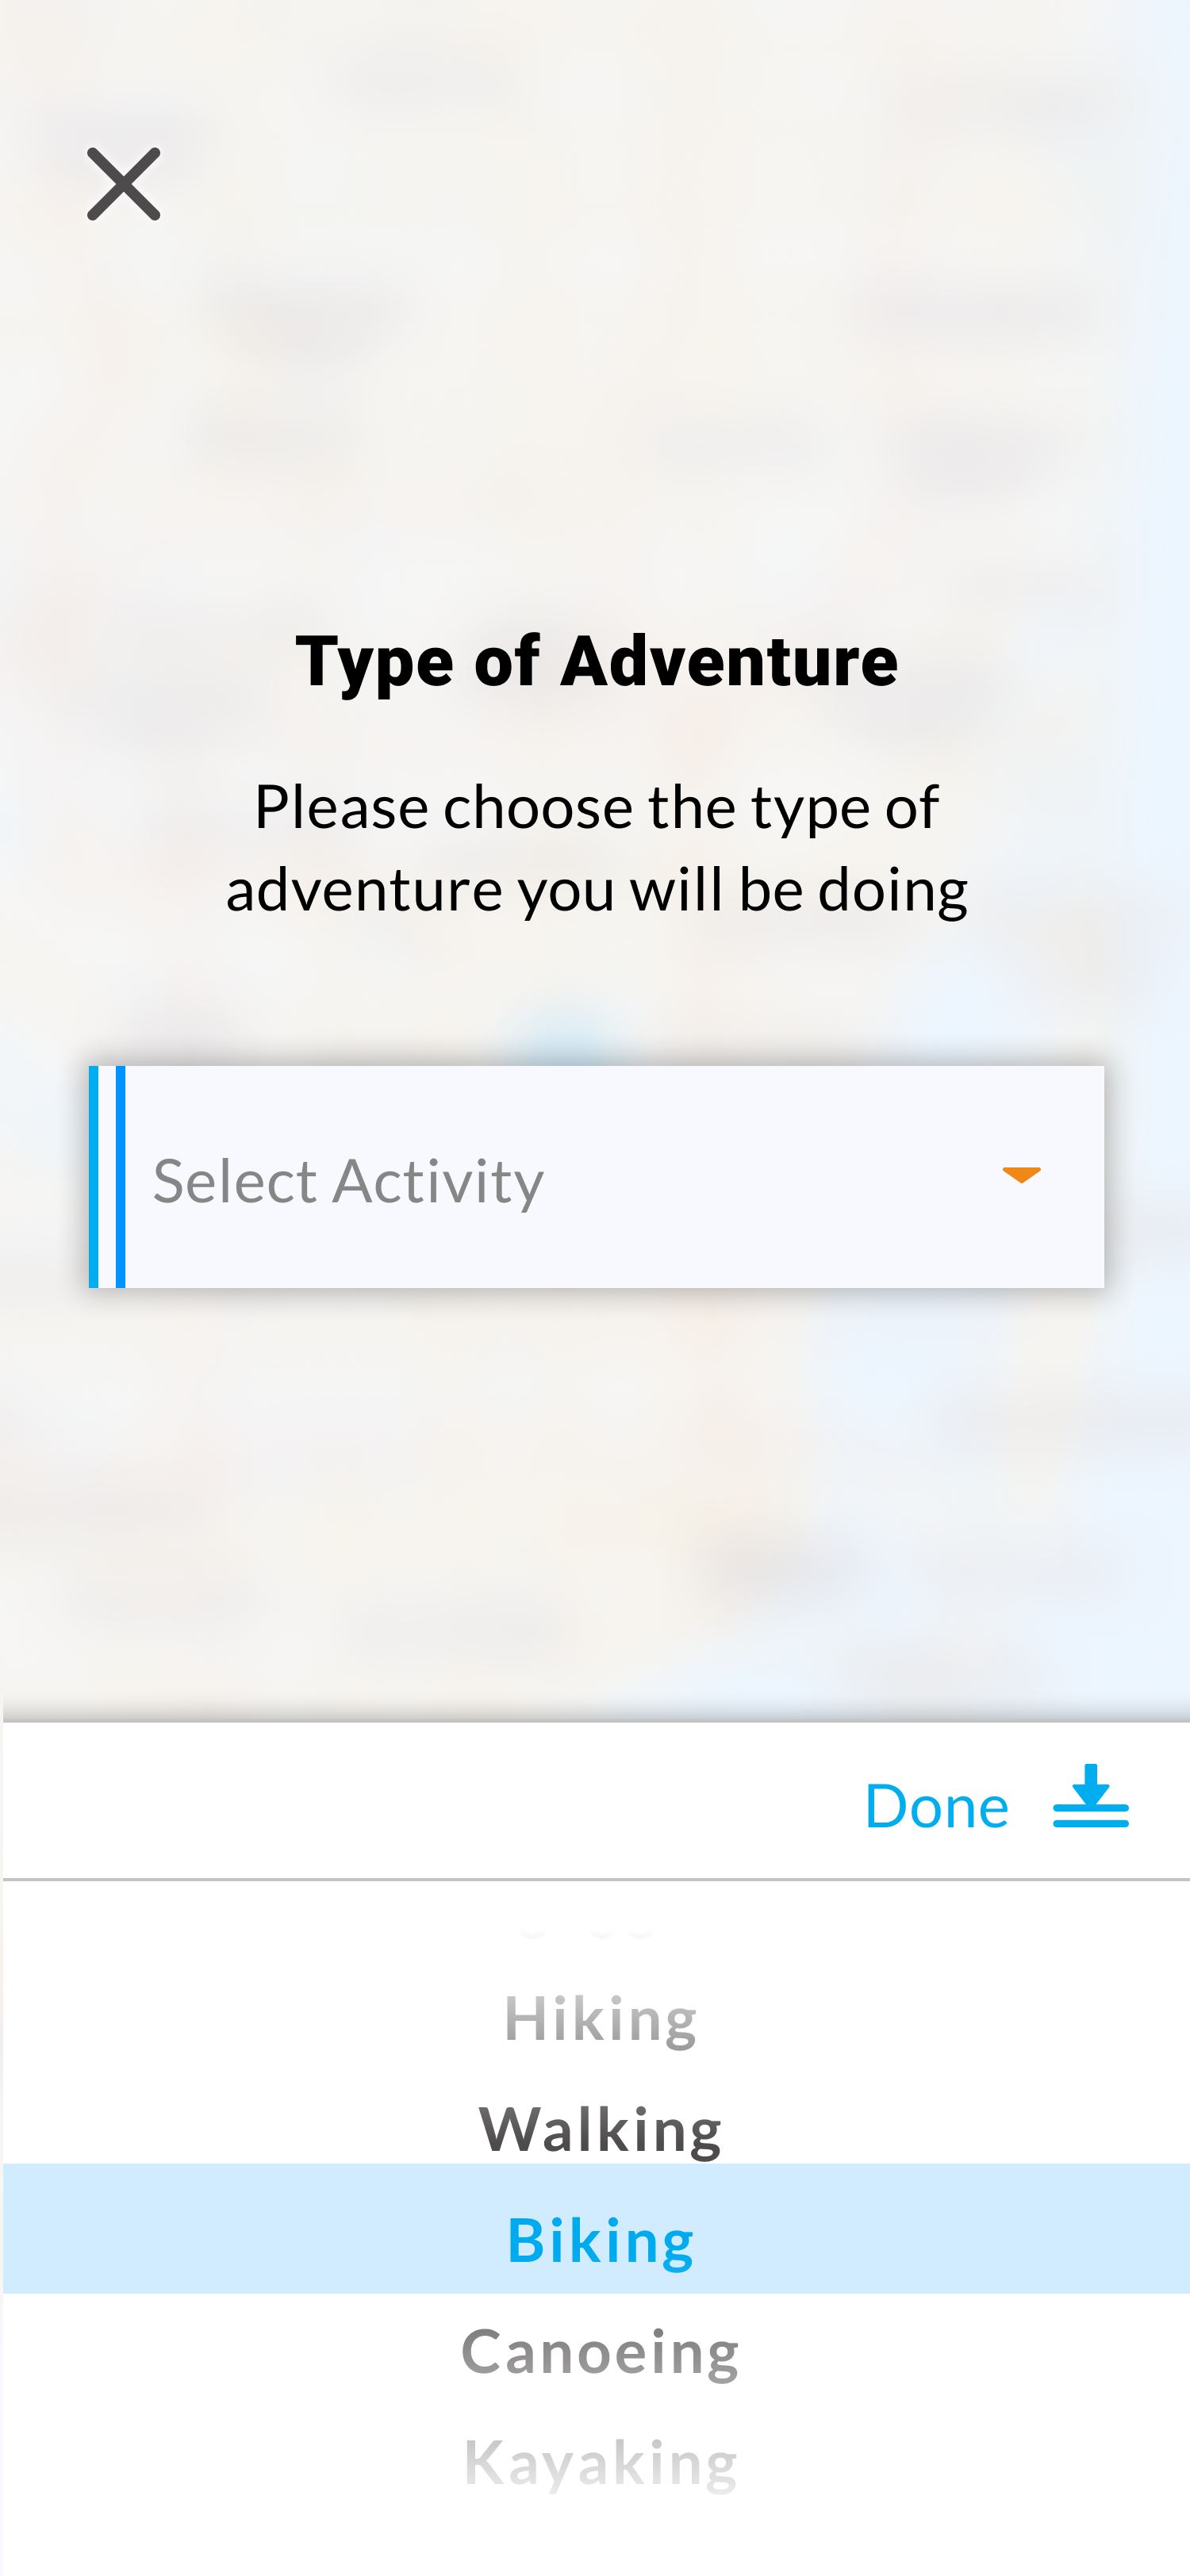 Type of Adventure
Please choose the type of
adventure you will be doing
Select Activity
Done
Hiking
Walking
Biking
Canoeing
Kayaking